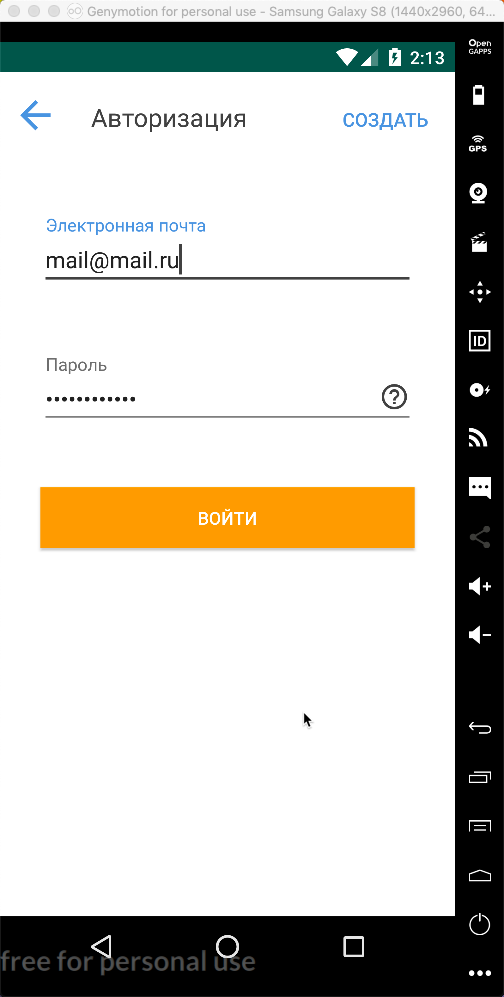 Genymotion for personal use - Samsung Galaxy S8 (1440x2960, 64...
Open
GAPPS
2:13
Авторизация
СОЗДАТЬ
GPS
Электронная почта
mail@mail.ru
ID
Пароль
••••••••••••
ВОЙТИ
free for personal use